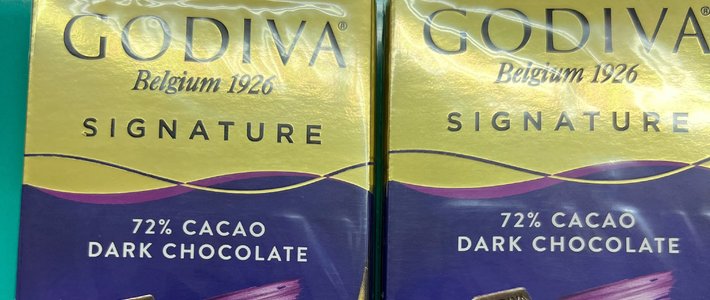 GODIVA®
Belgium 1926
SIGNATURE
72% CACAO
DARK CHOCOLATE
GODIVA®
Belgium 1926
SIGNATURE
72% CACAO
DARK CHOCOLATE